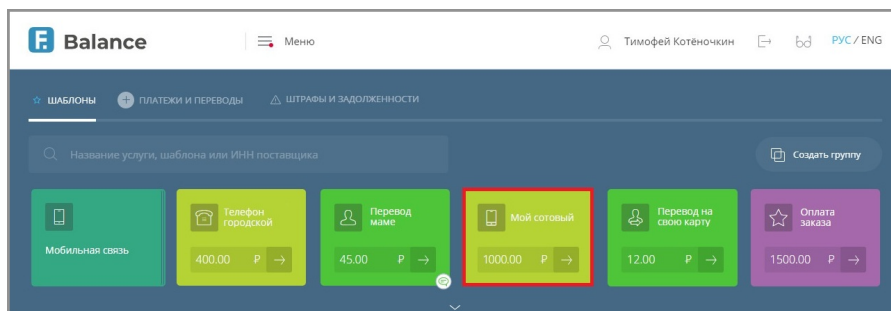 F. Balance
Меню
Тимофей Котёночкин
РУС / ENG
ШАБЛОНЫ
ПЛАТЕЖИ И ПЕРЕВОДЫ
ШТРАФЫ И ЗАДОЛЖЕННОСТИ
Название услуги, шаблона или ИНН поставщика
Создать группу
Мобильная связь
Телефон
городской
400.00 ₽
Перевод
маме
45.00 ₽
Мой сотовый
1000.00 ₽
Перевод на
свою карту
12.00 ₽
Оплата
заказа
1500.00 ₽